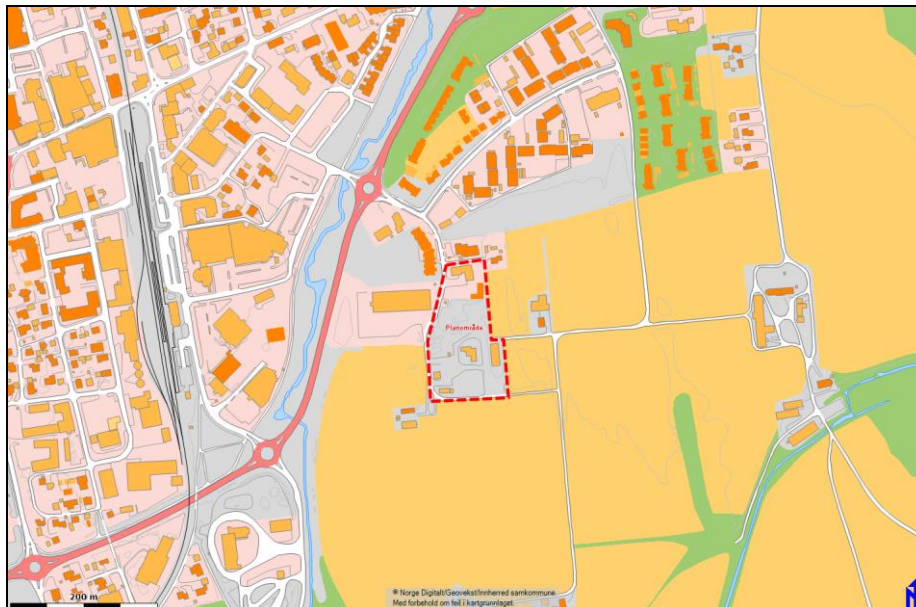 Planområde
200 m
® Norge Digitalt/Geovekst/Innherred samkommune.
Med forbehold om feil i kartgrunnlaget.
N